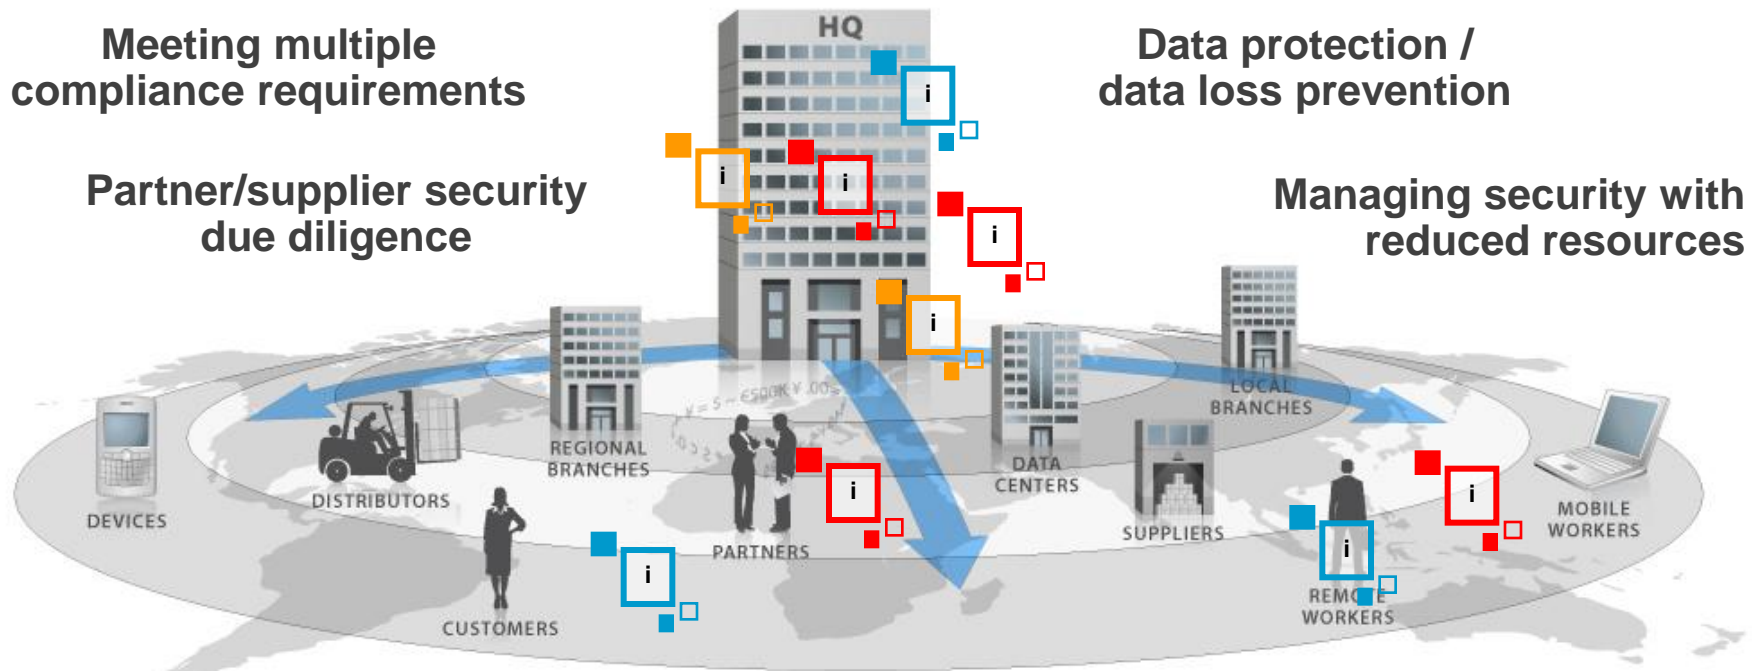 HQ
Meeting multiple
compliance requirements
Data protection /
data loss prevention
Partner/supplier security
due diligence
Managing security with
reduced resources
i
i
i
i
i
LOCAL
BRANCHES
REGIONAL
BRANCHES
DATA
CENTERS
DISTRIBUTORS
DEVICES
MOBILE
WORKERS
SUPPLIERS
PARTNERS
i
i
i
i
REMOTE
WORKERS
CUSTOMERS